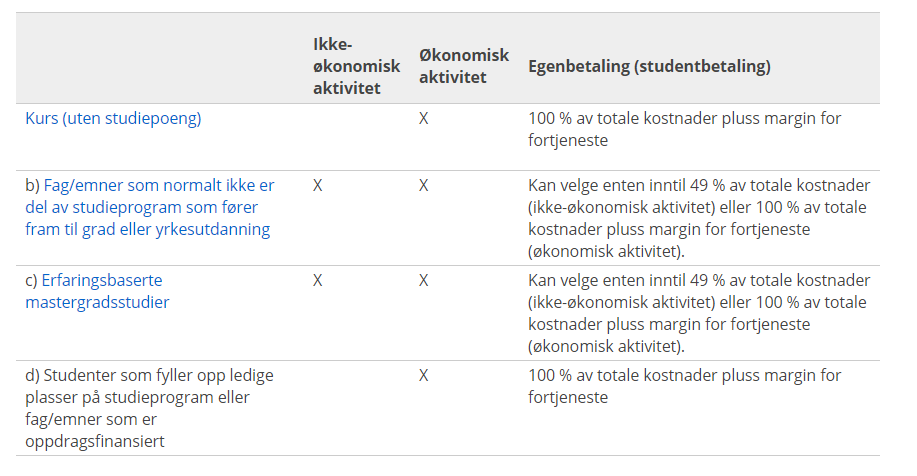 Ikke-
økonomisk
aktivitet
Økonomisk
aktivitet
Egenbetaling (studentbetaling)
Kurs (uten studiepoeng)
X
100 % av totale kostnader pluss margin for
fortjeneste
b) Fag/emner som normalt ikke er
del av studieprogram som fører
fram til grad eller yrkesutdanning
X
X
Kan velge enten inntil 49 % av totale kostnader
(ikke-økonomisk aktivitet) eller 100 % av totale
kostnader pluss margin for fortjeneste
(økonomisk aktivitet).
c) Erfaringsbaserte
mastergradsstudier
X
X
Kan velge enten inntil 49 % av totale kostnader
(ikke-økonomisk aktivitet) eller 100 % av totale
kostnader pluss margin for fortjeneste
(økonomisk aktivitet).
d) Studenter som fyller opp ledige
plasser på studieprogram eller
fag/emner som er
oppdragsfinansiert
X
100 % av totale kostnader pluss margin for
fortjeneste